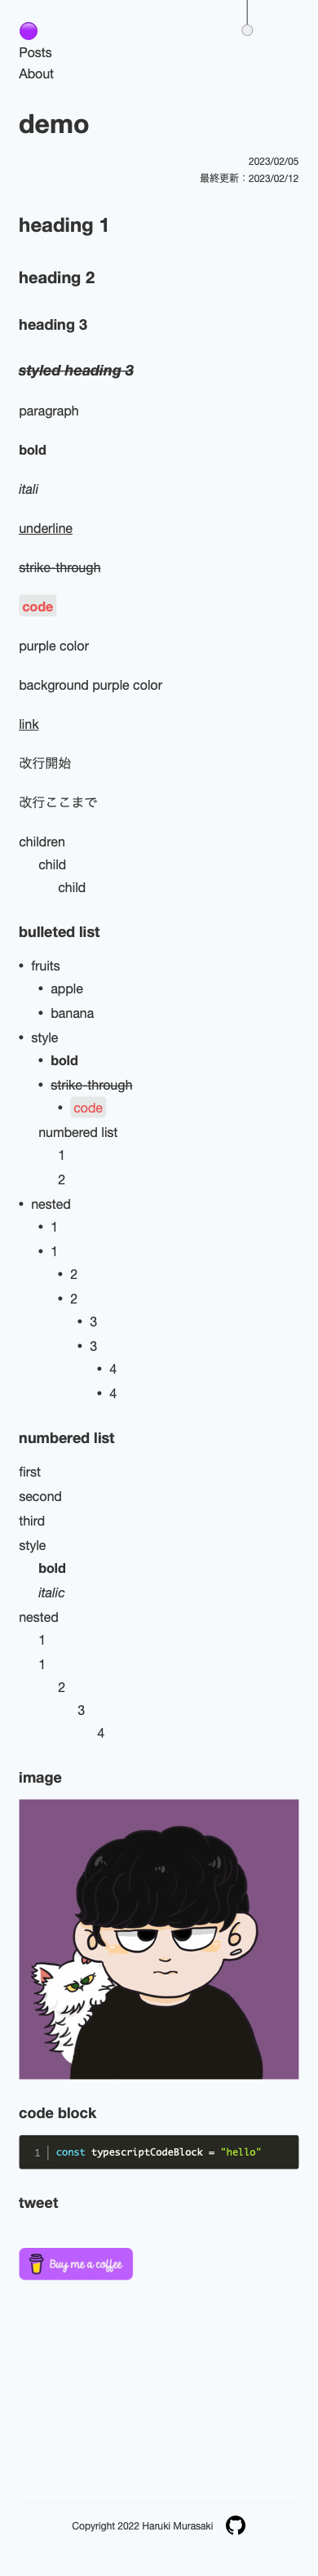 Posts
About
demo
2023/02/05
最終更新：2023/02/12
heading 1
heading 2
heading 3
styled heading 3
paragraph
bold
itali
underline
strike-through
code
purple color
background purple color
link
改行開始
改行ここまで
children
child
child
bulleted list
• fruits
• apple
• banana
• style
• bold
• strike-through
• code
numbered list
1
2
• nested
• 1
• 1
• 2
• 2
• 3
• 3
• 4
• 4
numbered list
first
second
third
style
bold
italic
nested
1
1
2
3
4
image
code block
1 const typescriptCodeBlock = "hello"
tweet
Buy me a coffee
Copyright 2022 Haruki Murasaki